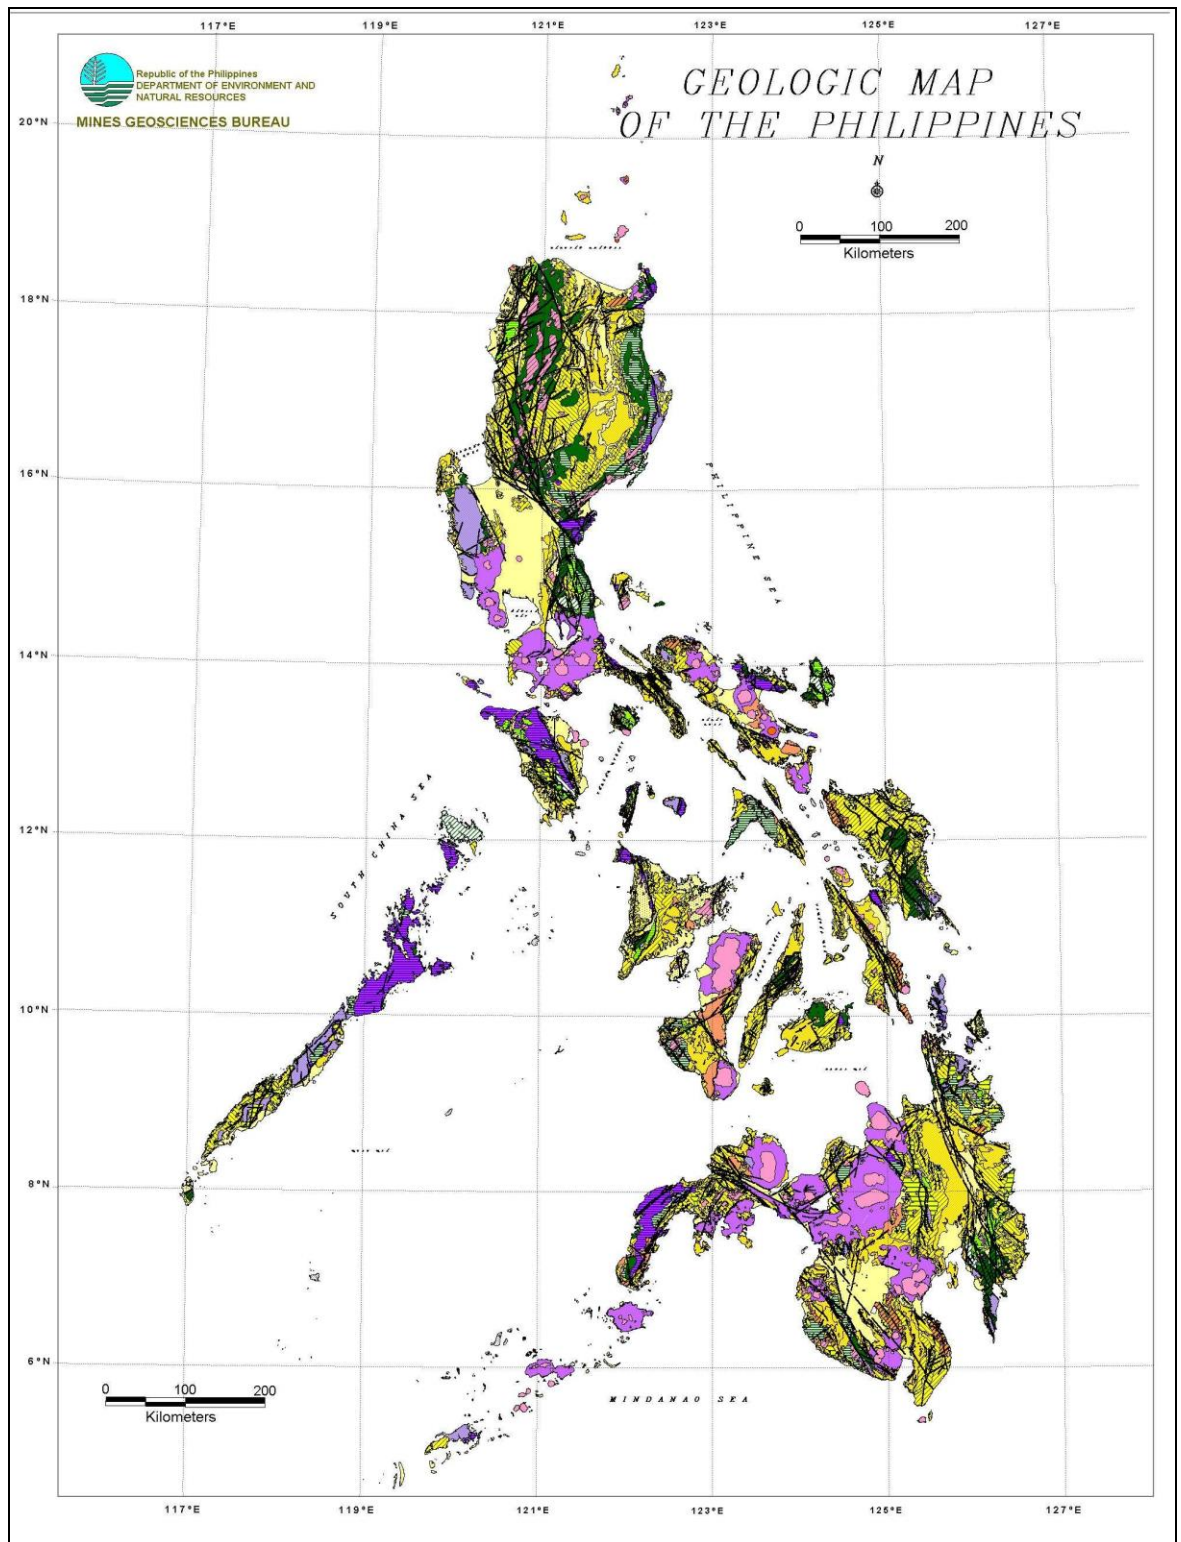 117°E 119°E 121°E 123°E 125°E 127°E
Republic of the Philippines
DEPARTMENT OF ENVIRONMENT AND
NATURAL RESOURCES
MINES GEOSCIENCES BUREAU
GEOLOGIC MAP
OF THE PHILIPPINES
N
0 100 200
Kilometers
20°N
18°N
16°N
14°N
12°N
10°N
8°N
6°N
PHILIPPINE SEA
SOUTH CHINA SEA
MINDANAO SEA
0 100 200
Kilometers
117°E 119°E 121°E 123°E 125°E 127°E